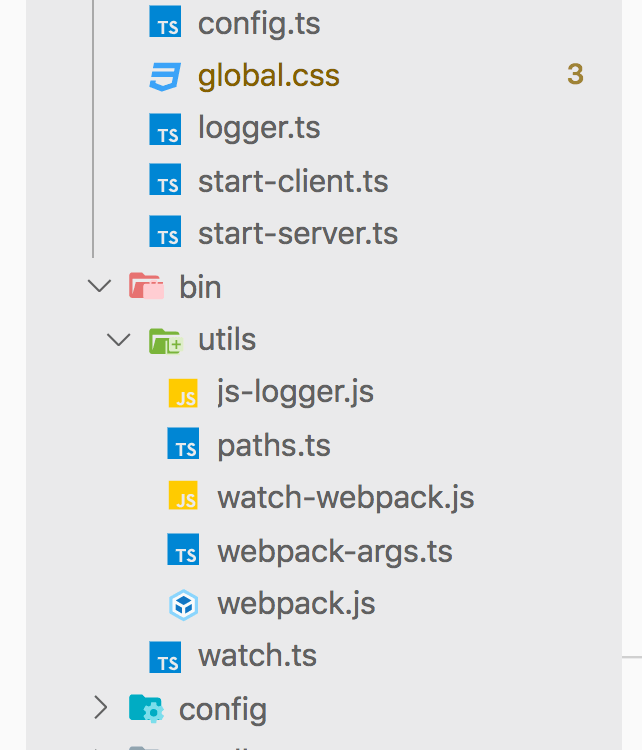 TS config.ts
global.css 3
TS logger.ts
TS start-client.ts
TS start-server.ts
bin
utils
JS js-logger.js
TS paths.ts
JS watch-webpack.js
TS webpack-args.ts
webpack.js
TS watch.ts
config